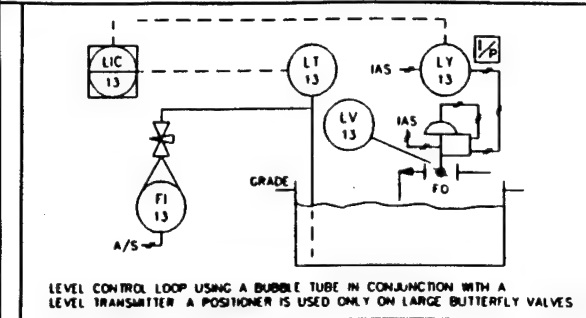 LIC
13
LT
13
LY
13
I/P
IAS
IAS
LV
13
FO
GRADE
FI
13
A/S
LEVEL CONTROL LOOP USING A BUBBLE TUBE IN CONJUNCTION WITH A
LEVEL TRANSMITTER A POSITIONER IS USED ONLY ON LARGE BUTTERFLY VALVES